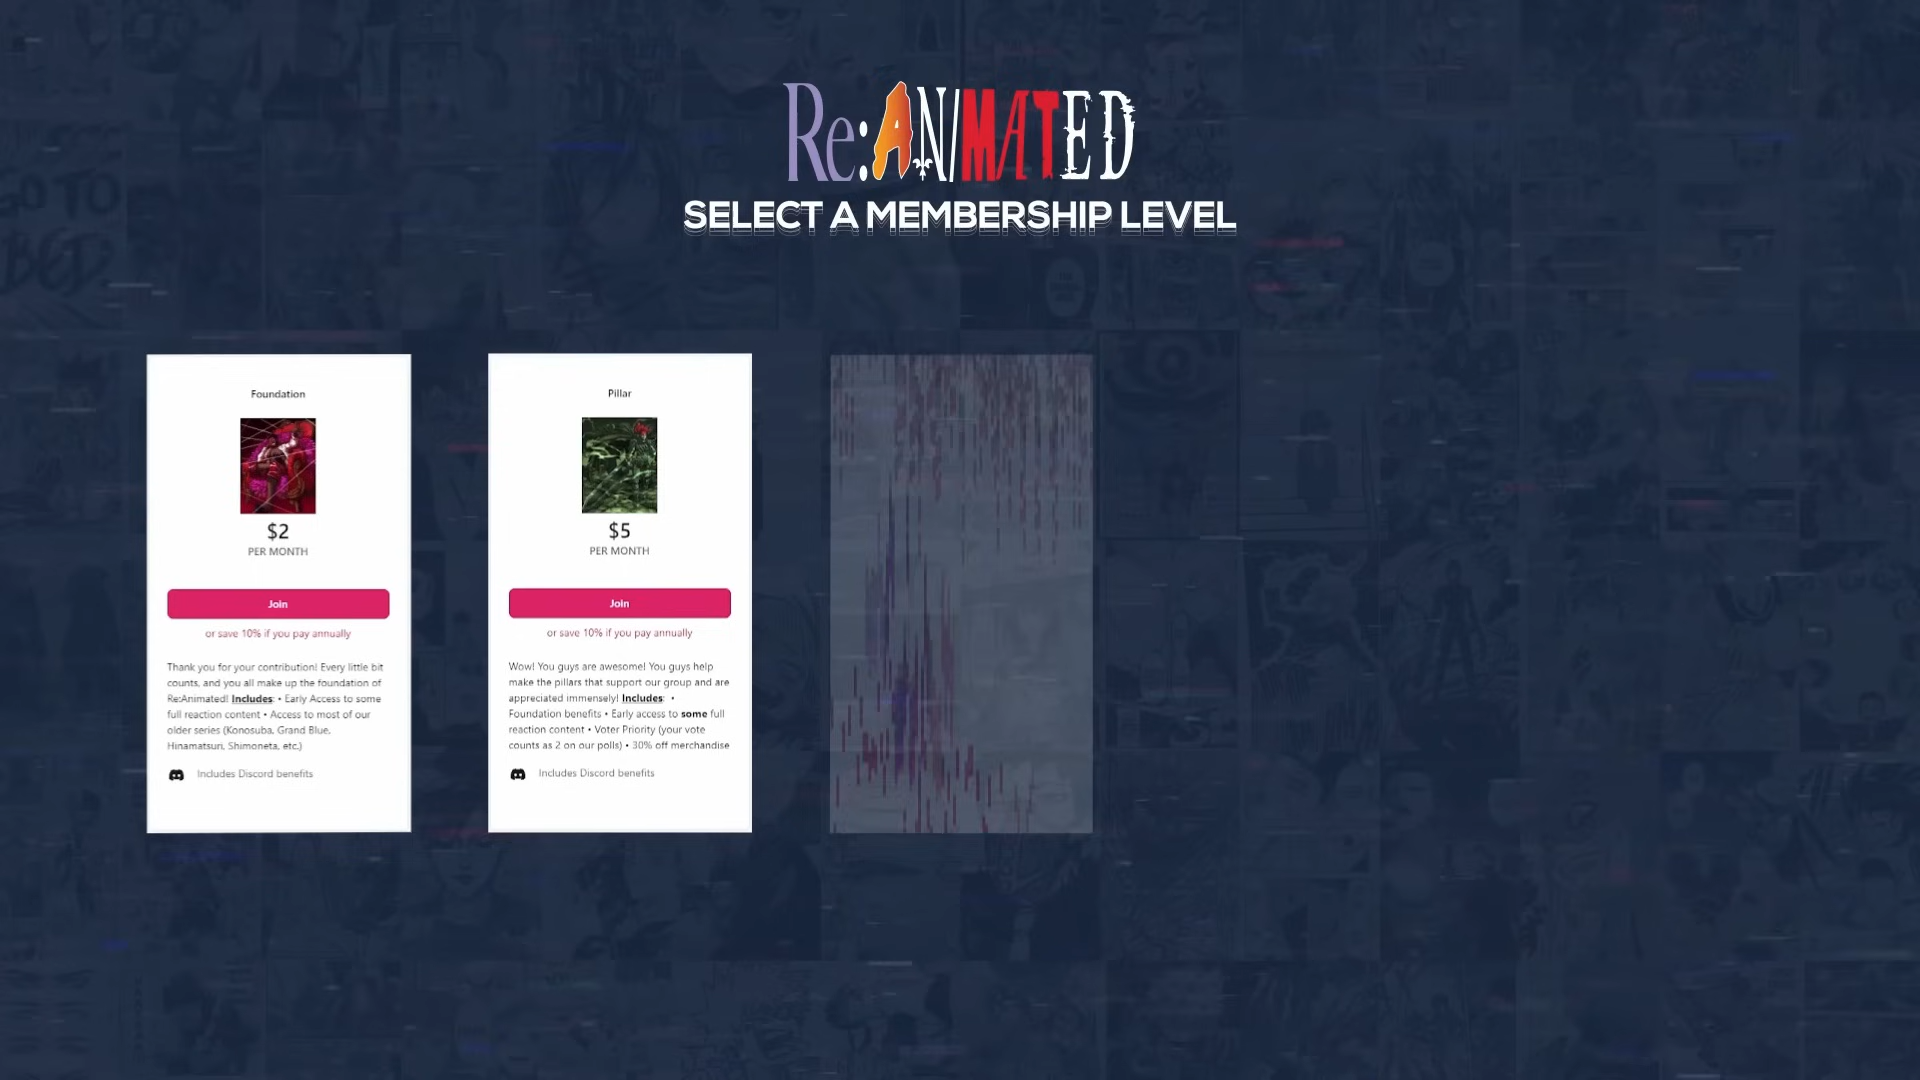 Re:ANIMATED
SELECT A MEMBERSHIP LEVEL
GO TO
BED.
Foundation
$2
PER MONTH
Join
or save 10% if you pay annually
Thank you for your contribution! Every little bit
counts, and you all make up the foundation of
Re:Animated! Includes: • Early Access to some
full reaction content • Access to most of our
older series (Konosuba, Grand Blue,
Hinamatsuri, Shimoneta, etc.)
Includes Discord benefits
Pillar
$5
PER MONTH
Join
or save 10% if you pay annually
Wow! You guys are awesome! You guys help
make the pillars that support our group and are
appreciated immensely! Includes: •
Foundation benefits • Early access to some full
reaction content • Voter Priority (your vote
counts as 2 on our polls) • 30% off merchandise
Includes Discord benefits